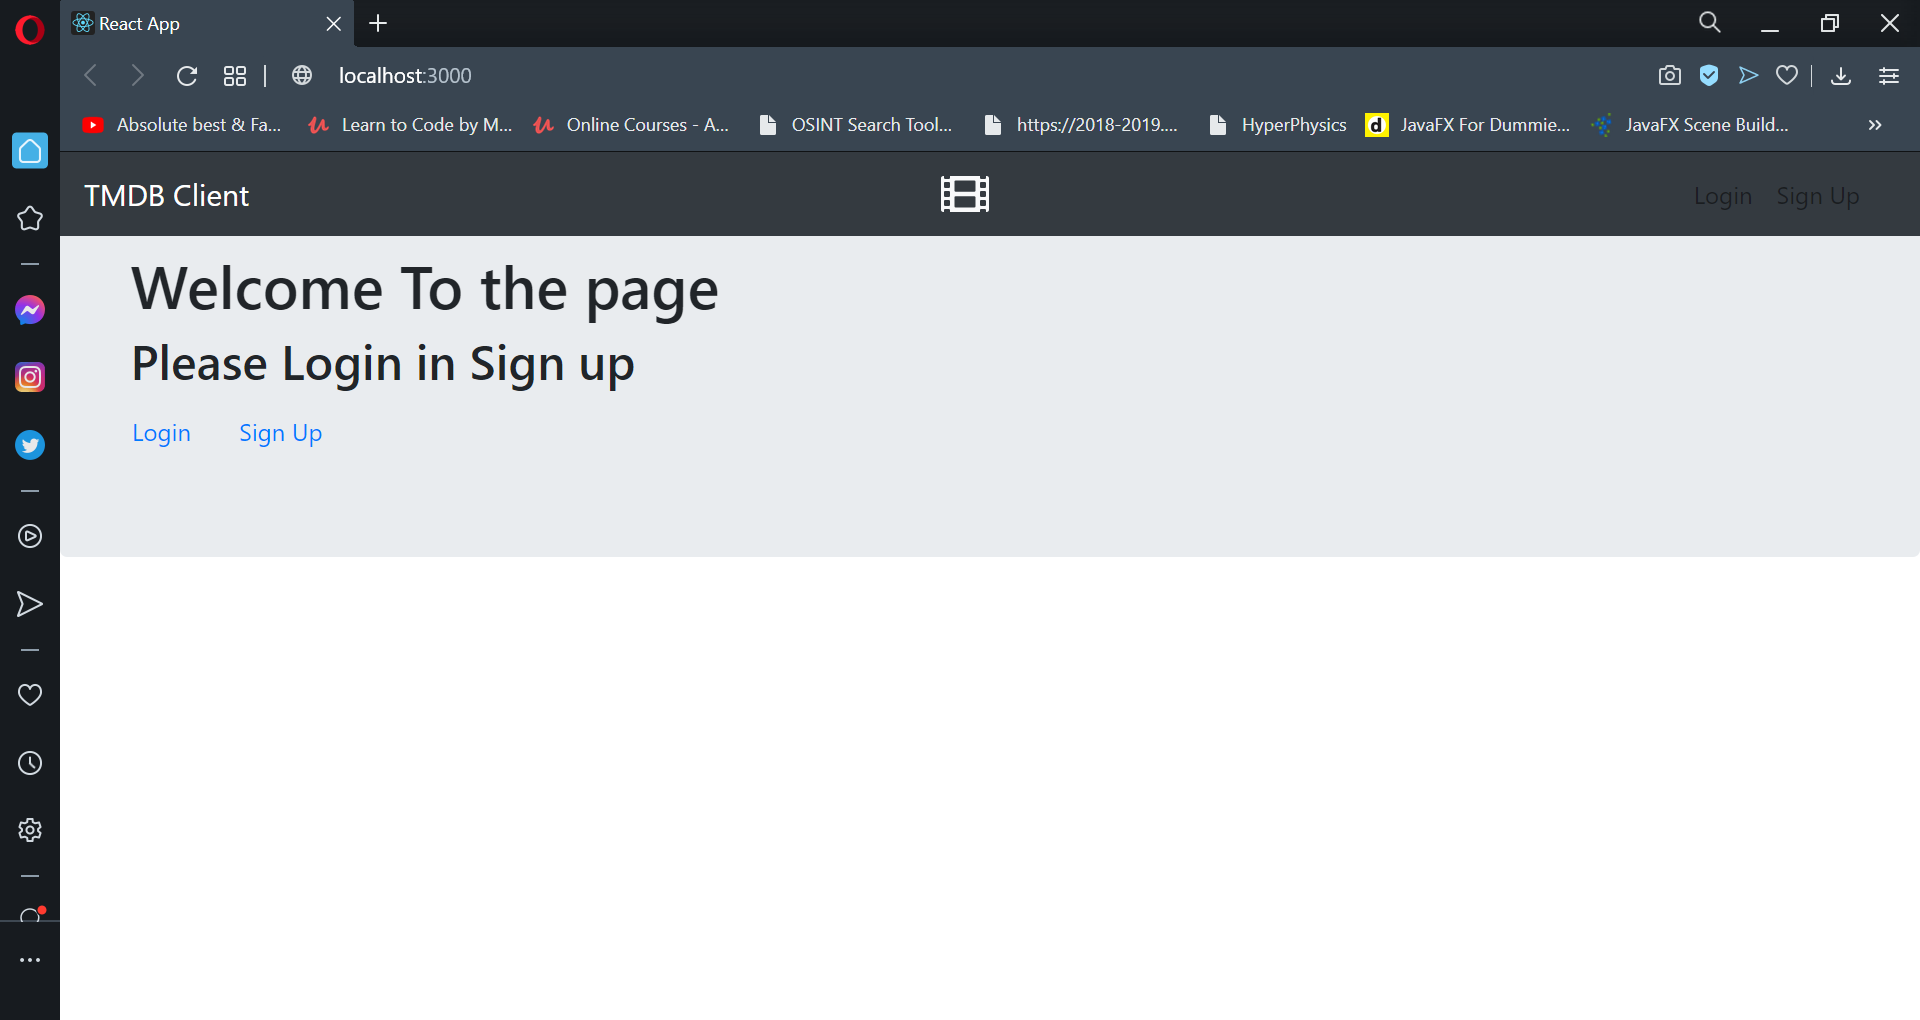 React App
localhost:3000
Absolute best & Fa... Learn to Code by M... Online Courses - A... OSINT Search Tool... https://2018-2019.... HyperPhysics d JavaFX For Dummie... JavaFX Scene Build... »
TMDB Client Login Sign Up
Welcome To the page
Please Login in Sign up
Login Sign Up